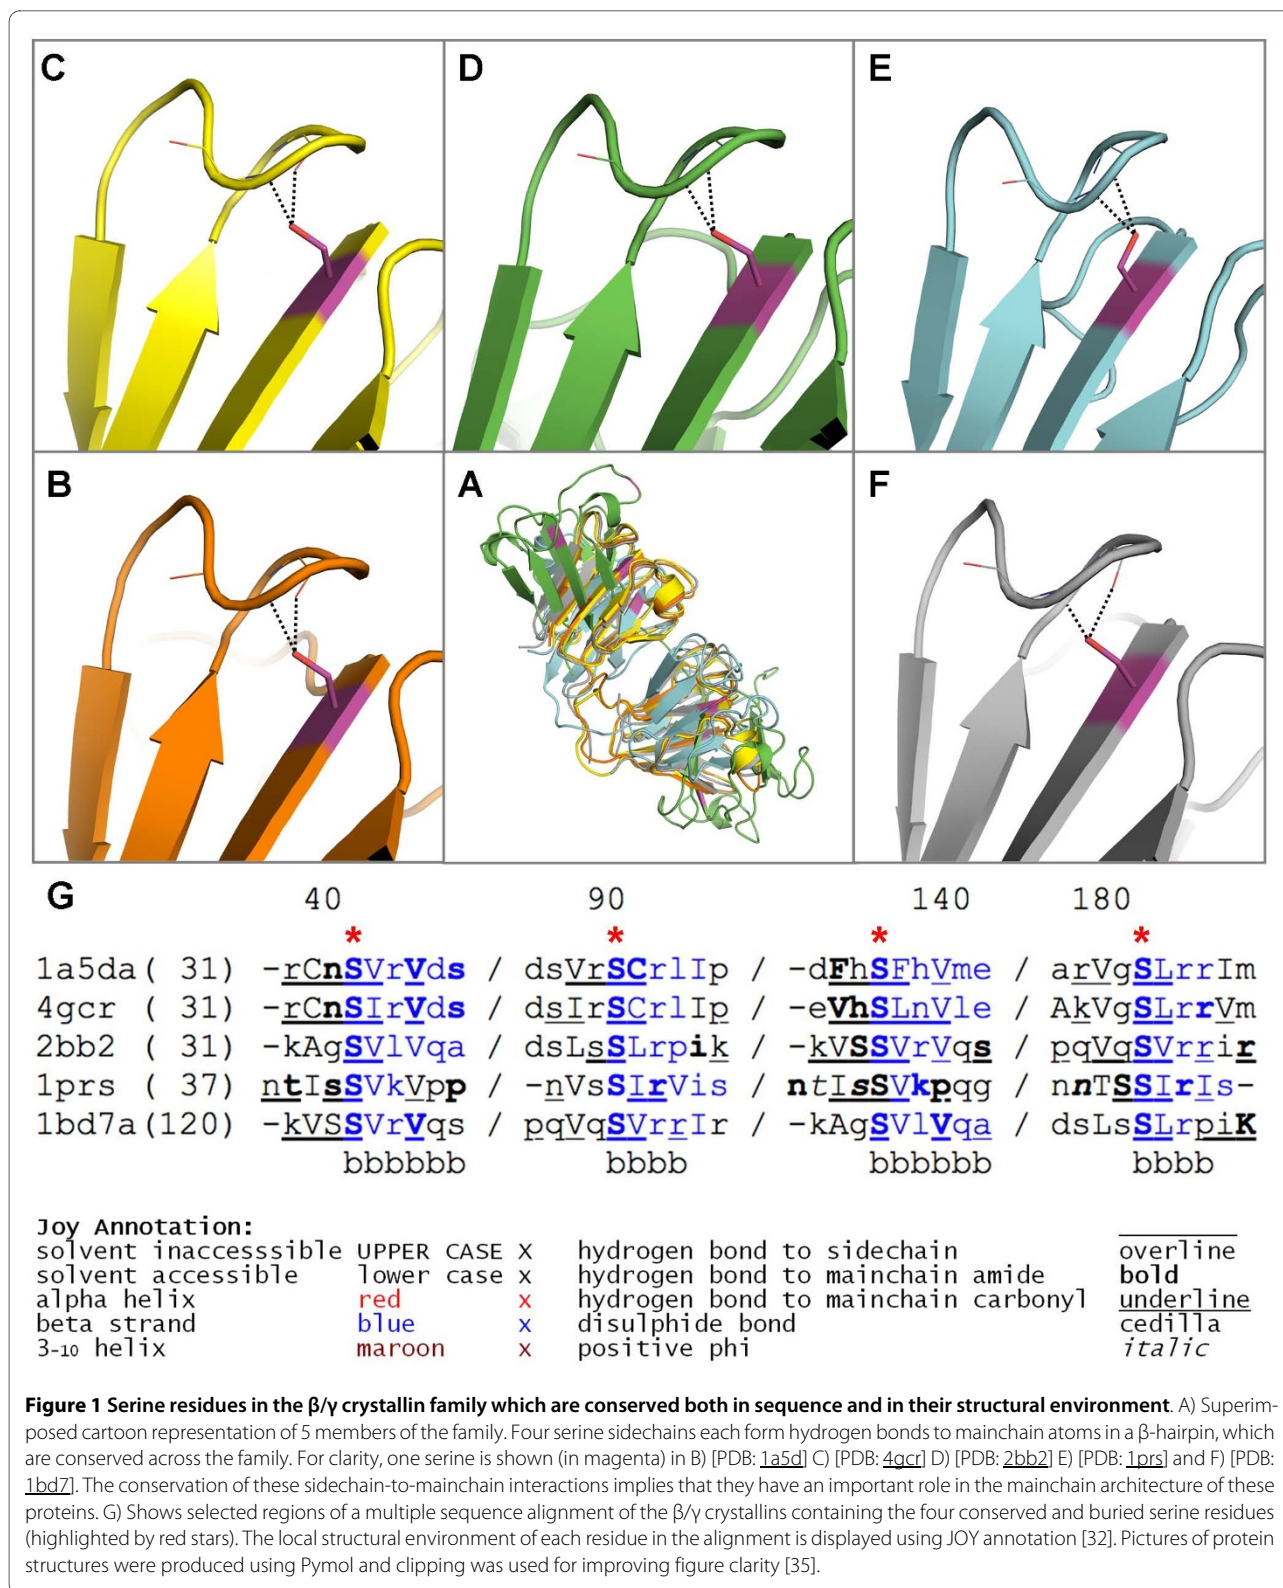 C
D
E
B
A
F
G
40 90 140 180
* * * *
1a5da( 31) -rCnSVrVds / dsVrSCrlIp / -dFhSFhVme / arVgSLrrIm
4gcr ( 31) -rCnSIrVds / dsIrSCrlIp / -eVhSLnVle / AkVgSLrrVm
2bb2 ( 31) -kAgSVlVqa / dsLsSLrpik / -kVSSVrVqs / pqVqSVrrir
1prs ( 37) ntIsSVkVpp / -nVsSIrVis / ntIsSVkpqg / nnTSSIrIs-
1bd7a(120) -kVSSVrVqs / pqVqSVrrIr / -kAgSVlVqa / dsLsSLrpiK
bbbbbb bbbb bbbbbb bbbb
Joy Annotation:
solvent inaccesssible UPPER CASE X hydrogen bond to sidechain overline
solvent accessible lower case x hydrogen bond to mainchain amide bold
alpha helix red x hydrogen bond to mainchain carbonyl underline
beta strand blue x disulphide bond cedilla
3-10 helix maroon x positive phi italic
Figure 1 Serine residues in the β/γ crystallin family which are conserved both in sequence and in their structural environment. A) Superim-
posed cartoon representation of 5 members of the family. Four serine sidechains each form hydrogen bonds to mainchain atoms in a β-hairpin, which
are conserved across the family. For clarity, one serine is shown (in magenta) in B) [PDB: 1a5d] C) [PDB: 4gcr] D) [PDB: 2bb2] E) [PDB: 1prs] and F) [PDB:
1bd7]. The conservation of these sidechain-to-mainchain interactions implies that they have an important role in the mainchain architecture of these
proteins. G) Shows selected regions of a multiple sequence alignment of the β/γ crystallins containing the four conserved and buried serine residues
(highlighted by red stars). The local structural environment of each residue in the alignment is displayed using JOY annotation [32]. Pictures of protein
structures were produced using Pymol and clipping was used for improving figure clarity [35].